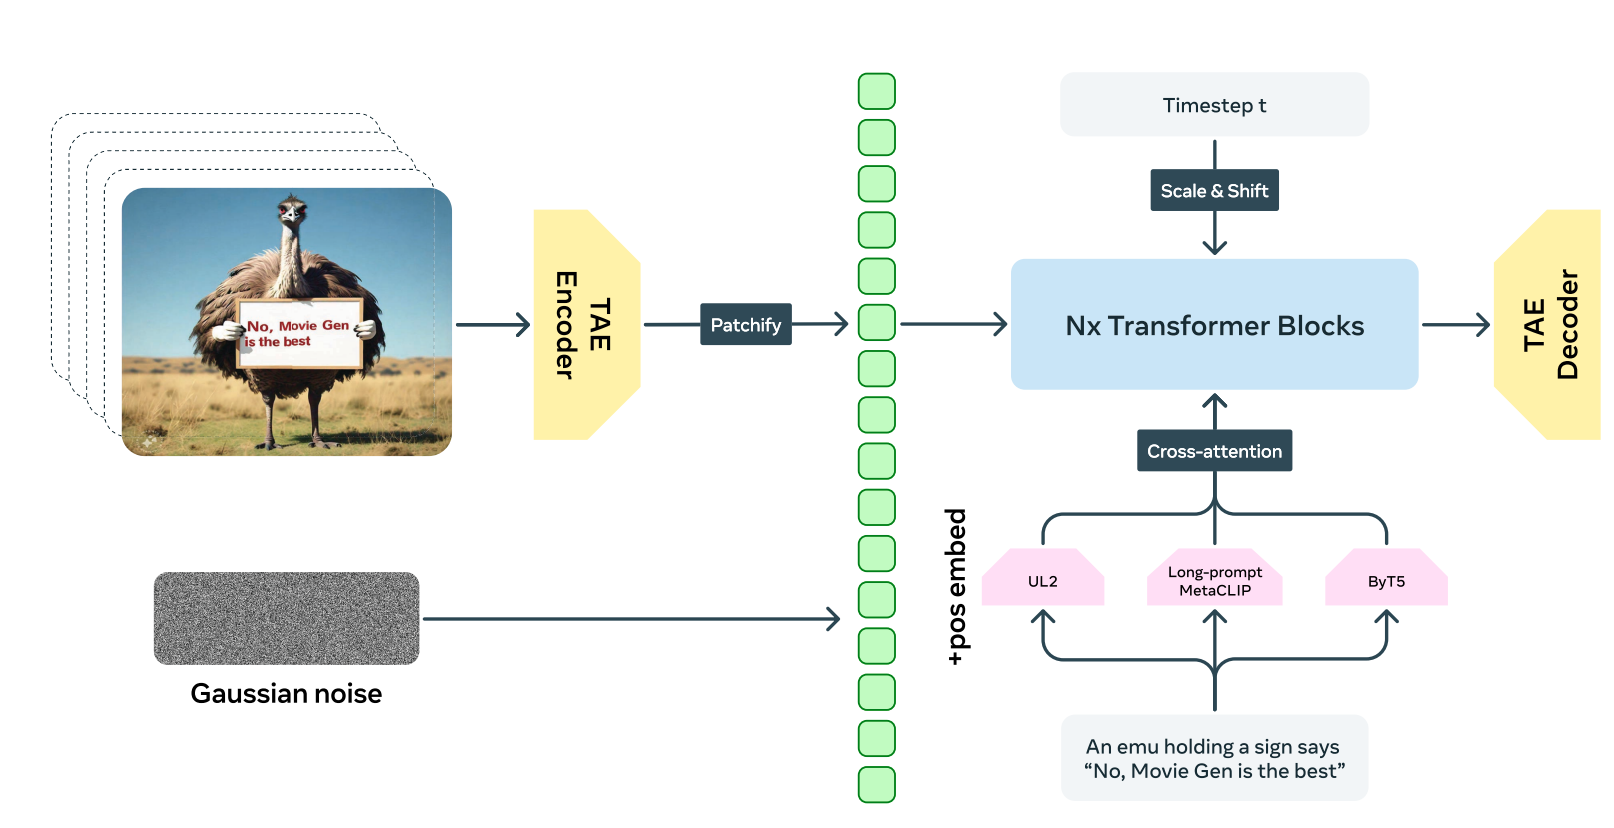 Timestep t
Scale & Shift
No, Movie Gen
is the best
TAE
Encoder
Patchify
Nx Transformer Blocks
TAE
Decoder
Cross-attention
+pos embed
UL2
Long-prompt
MetaCLIP
ByT5
Gaussian noise
An emu holding a sign says
“No, Movie Gen is the best”